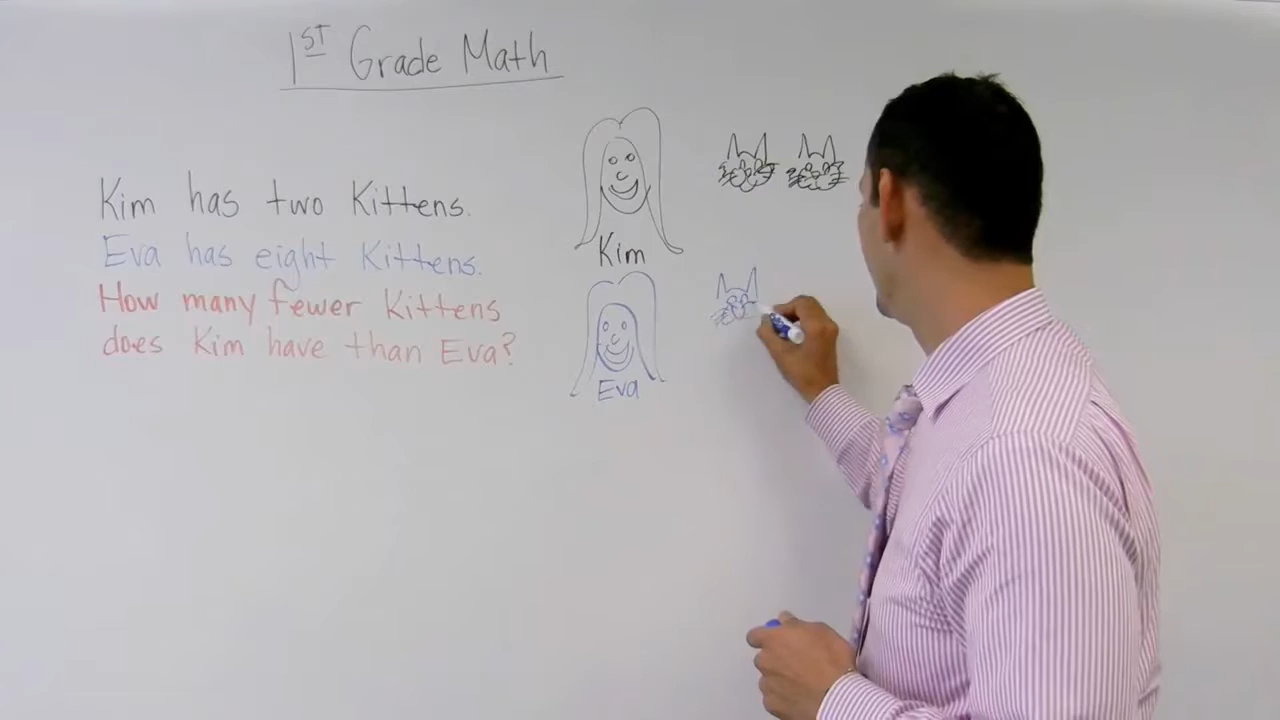 1ST Grade Math
Kim has two Kittens.
Eva has eight Kittens.
How many fewer Kittens
does Kim have than Eva?
Kim
Eva